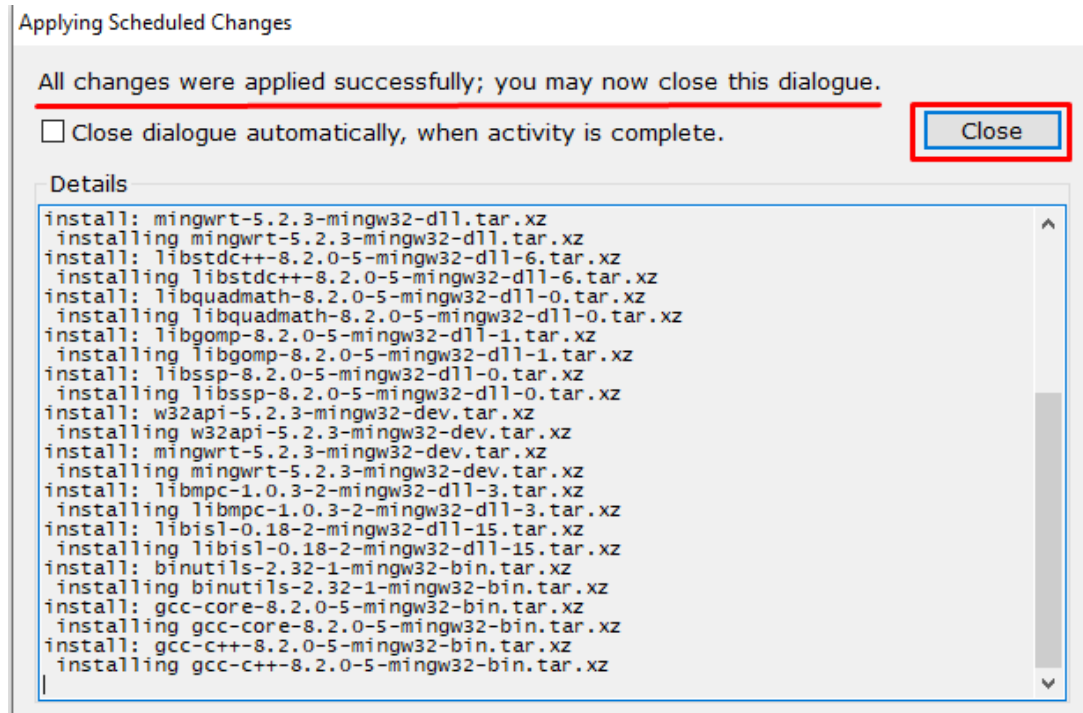 Applying Scheduled Changes
All changes were applied successfully; you may now close this dialogue.
Close dialogue automatically, when activity is complete.
Close
Details
install: mingwrt-5.2.3-mingw32-dll.tar.xz
installing mingwrt-5.2.3-mingw32-dll.tar.xz
install: libstdc++-8.2.0-5-mingw32-dll-6.tar.xz
installing libstdc++-8.2.0-5-mingw32-dll-6.tar.xz
install: libquadmath-8.2.0-5-mingw32-dll-0.tar.xz
installing libquadmath-8.2.0-5-mingw32-dll-0.tar.xz
install: libgomp-8.2.0-5-mingw32-dll-1.tar.xz
installing libgomp-8.2.0-5-mingw32-dll-1.tar.xz
install: libssp-8.2.0-5-mingw32-dll-0.tar.xz
installing libssp-8.2.0-5-mingw32-dll-0.tar.xz
install: w32api-5.2.3-mingw32-dev.tar.xz
installing w32api-5.2.3-mingw32-dev.tar.xz
install: mingwrt-5.2.3-mingw32-dev.tar.xz
installing mingwrt-5.2.3-mingw32-dev.tar.xz
install: libmpc-1.0.3-2-mingw32-dll-3.tar.xz
installing libmpc-1.0.3-2-mingw32-dll-3.tar.xz
install: libisl-0.18-2-mingw32-dll-15.tar.xz
installing libisl-0.18-2-mingw32-dll-15.tar.xz
install: binutils-2.32-1-mingw32-bin.tar.xz
installing binutils-2.32-1-mingw32-bin.tar.xz
install: gcc-core-8.2.0-5-mingw32-bin.tar.xz
installing gcc-core-8.2.0-5-mingw32-bin.tar.xz
install: gcc-c++-8.2.0-5-mingw32-bin.tar.xz
installing gcc-c++-8.2.0-5-mingw32-bin.tar.xz